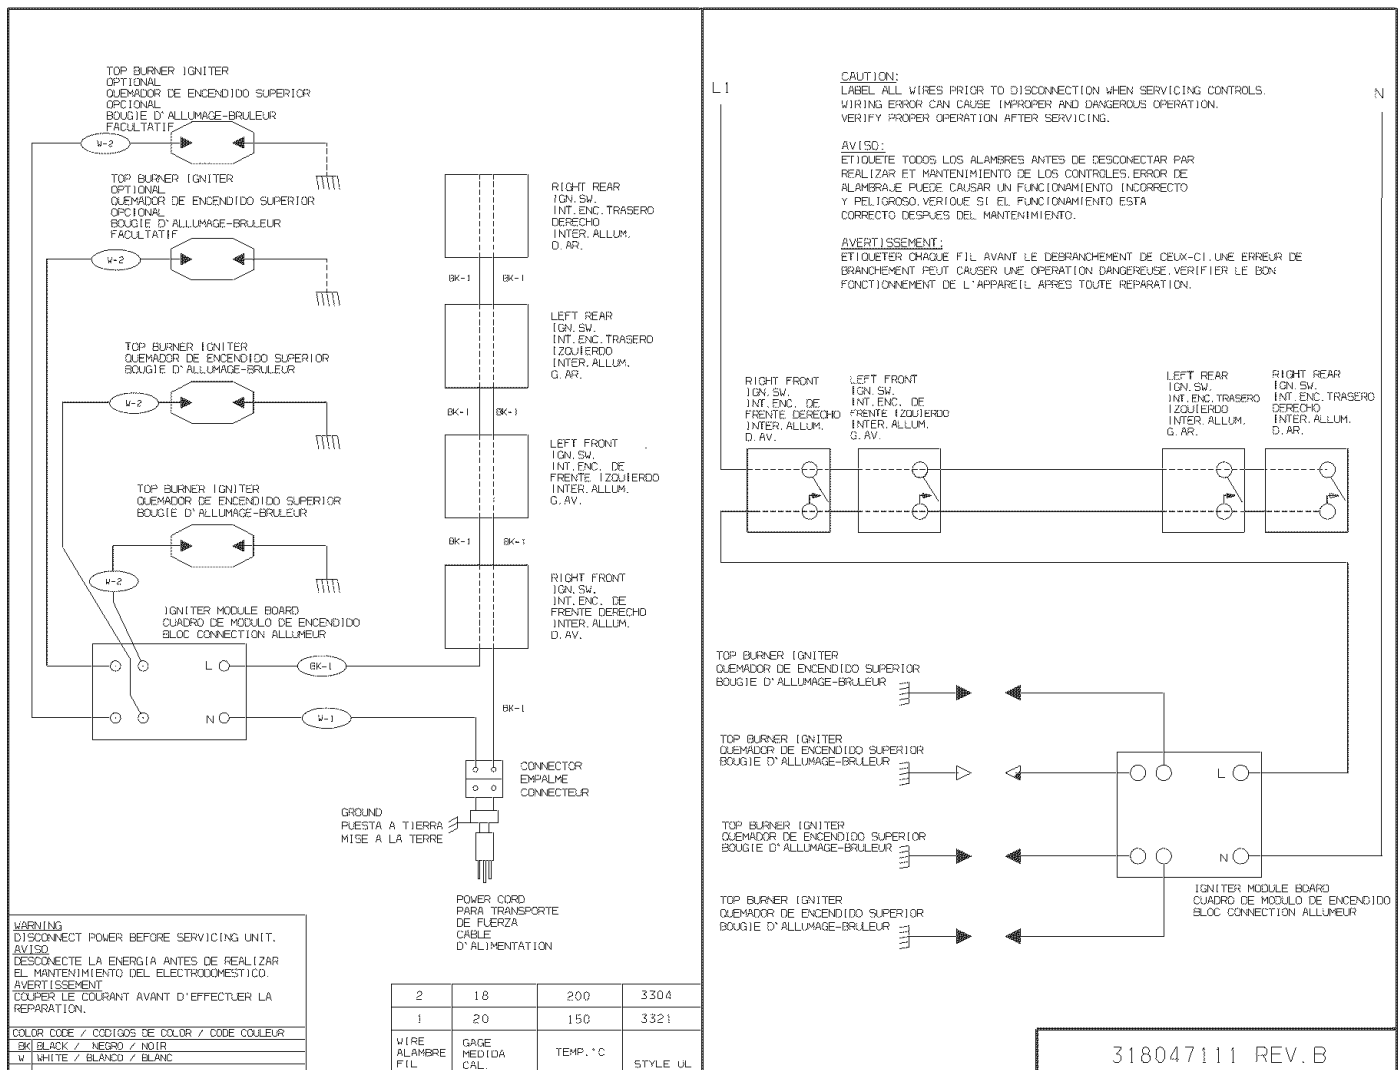 TOP BURNER IGNITER
OPTIONAL
QUEMADOR DE ENCENDIDO SUPERIOR
OPCIONAL
BOUGIE D'ALLUMAGE-BRULEUR
FACULTATIF
W-2
TOP BURNER IGNITER
OPTIONAL
QUEMADOR DE ENCENDIDO SUPERIOR
OPCIONAL
BOUGIE D'ALLUMAGE-BRULEUR
FACULTATIF
W-2
TOP BURNER IGNITER
QUEMADOR DE ENCENDIDO SUPERIOR
BOUGIE D'ALLUMAGE-BRULEUR
W-2
TOP BURNER IGNITER
QUEMADOR DE ENCENDIDO SUPERIOR
BOUGIE D'ALLUMAGE-BRULEUR
W-2
IGNITER MODULE BOARD
CUADRO DE MODULO DE ENCENDIDO
BLOC CONNECTION ALLUMEUR
L
BK-1
N
W-1
RIGHT REAR
IGN.SW.
INT.ENC.TRASERO
DERECHO
INTER.ALLUM.
D.AR.
BK-1 BK-1
LEFT REAR
IGN.SW.
INT.ENC.TRASERO
IZQUIERDO
INTER.ALLUM.
G.AR.
BK-1 BK-1
LEFT FRONT
IGN.SW.
INT.ENC. DE
FRENTE IZQUIERDO
INTER.ALLUM.
G.AV.
BK-1 BK-1
RIGHT FRONT
IGN.SW.
INT.ENC. DE
FRENTE DERECHO
INTER.ALLUM.
D.AV.
BK-1
CONNECTOR
EMPALME
CONNECTEUR
GROUND
PUESTA A TIERRA
MISE A LA TERRE
POWER CORD
PARA TRANSPORTE
DE FUERZA
CABLE
D'ALIMENTATION
WARNING
DISCONNECT POWER BEFORE SERVICING UNIT.
AVISO
DESCONECTE LA ENERGIA ANTES DE REALIZAR
EL MANTENIMIENTO DEL ELECTRODOMESTICO.
AVERTISSEMENT
COUPER LE COURANT AVANT D'EFFECTUER LA
REPARATION.
COLOR CODE / CODIGOS DE COLOR / CODE COULEUR
BK BLACK / NEGRO / NOIR
W WHITE / BLANCO / BLANC
2 18 200 3304
1 20 150 3321
WIRE
ALAMBRE
FIL
GAGE
MEDIDA
CAL.
TEMP.°C
STYLE UL
L1
N
CAUTION:
LABEL ALL WIRES PRIOR TO DISCONNECTION WHEN SERVICING CONTROLS.
WIRING ERROR CAN CAUSE IMPROPER AND DANGEROUS OPERATION.
VERIFY PROPER OPERATION AFTER SERVICING.
AVISO:
ETIQUETE TODOS LOS ALAMBRES ANTES DE DESCONECTAR PAR
REALIZAR ET MANTENIMIENTO DE LOS CONTROLES.ERROR DE
ALAMBRAJE PUEDE CAUSAR UN FUNCIONAMIENTO INCORRECTO
Y PELIGROSO.VERIQUE SI EL FUNCIONAMIENTO ESTA
CORRECTO DESPUES DEL MANTENIMIENTO.
AVERTISSEMENT:
ETIQUETER CHAQUE FIL AVANT LE DEBRANCHEMENT DE CEUX-CI.UNE ERREUR DE
BRANCHEMENT PEUT CAUSER UNE OPERATION DANGEREUSE.VERIFIER LE BON
FONCTIONNEMENT DE L'APPAREIL APRES TOUTE REPARATION.
RIGHT FRONT
IGN.SW.
INT.ENC. DE
FRENTE DERECHO
INTER.ALLUM.
D.AV.
LEFT FRONT
IGN.SW.
INT.ENC. DE
FRENTE IZQUIERDO
INTER.ALLUM.
G.AV.
LEFT REAR
IGN.SW.
INT.ENC.TRASERO
IZQUIERDO
INTER.ALLUM.
G.AR.
RIGHT REAR
IGN.SW.
INT.ENC.TRASERO
DERECHO
INTER.ALLUM.
D.AR.
TOP BURNER IGNITER
QUEMADOR DE ENCENDIDO SUPERIOR
BOUGIE D'ALLUMAGE-BRULEUR
TOP BURNER IGNITER
QUEMADOR DE ENCENDIDO SUPERIOR
BOUGIE D'ALLUMAGE-BRULEUR
TOP BURNER IGNITER
QUEMADOR DE ENCENDIDO SUPERIOR
BOUGIE D'ALLUMAGE-BRULEUR
TOP BURNER IGNITER
QUEMADOR DE ENCENDIDO SUPERIOR
BOUGIE D'ALLUMAGE-BRULEUR
L
N
IGNITER MODULE BOARD
CUADRO DE MODULO DE ENCENDIDO
BLOC CONNECTION ALLUMEUR
318047111 REV.B